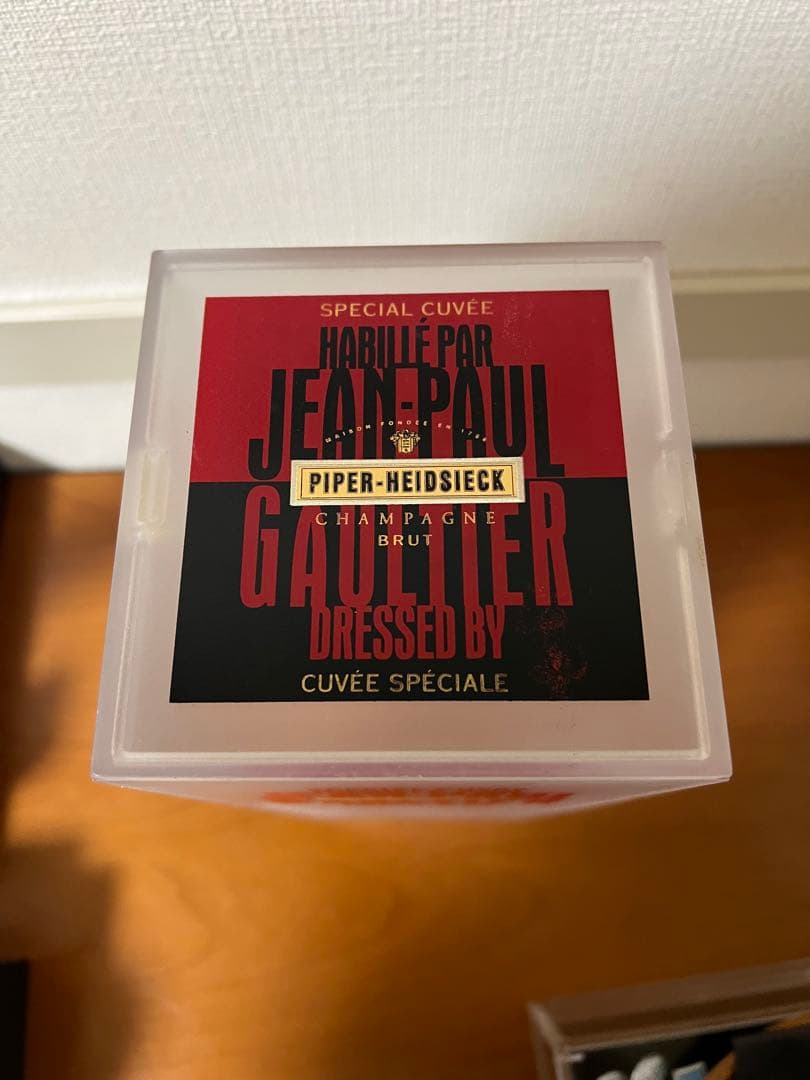 SPECIAL CUVÉE
HABILLÉ PAR
JEAN-PAUL
MAISON FONDÉE EN 1785
PIPER-HEIDSIECK
CHAMPAGNE
BRUT
GAULTIER
DRESSED BY
CUVÉE SPÉCIALE